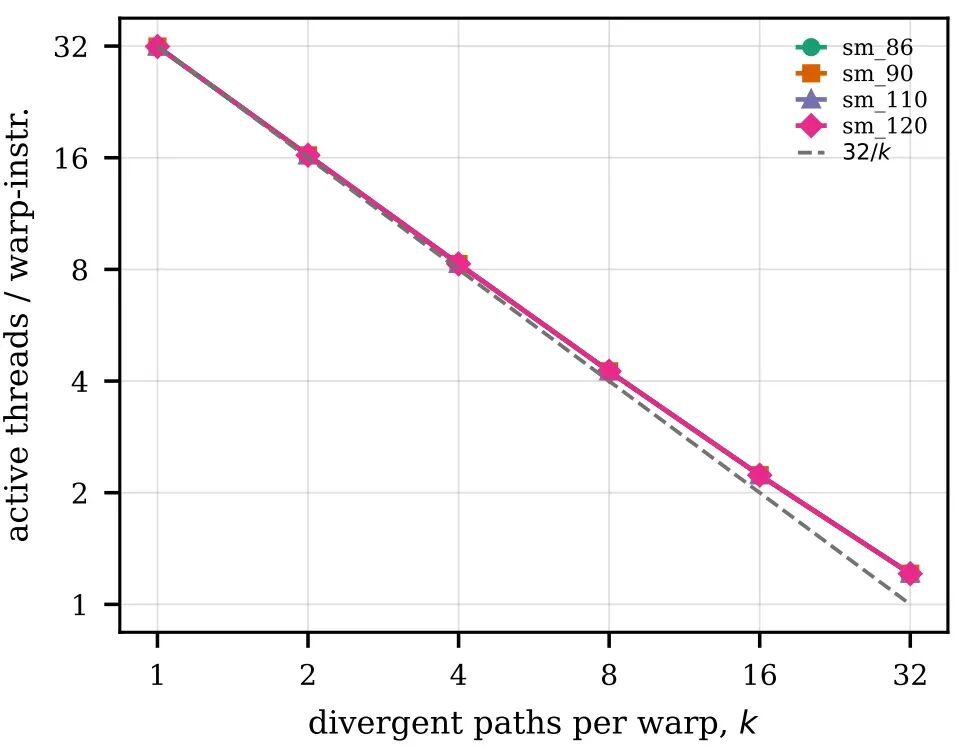 active threads / warp-instr.
32
16
8
4
2
1
sm_86
sm_90
sm_110
sm_120
32/k
1 2 4 8 16 32
divergent paths per warp, k